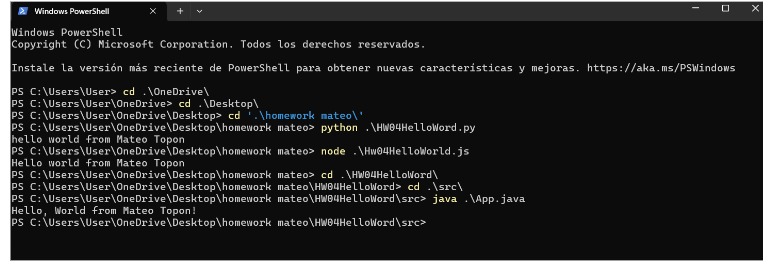 Windows PowerShell
Windows PowerShell
Copyright (C) Microsoft Corporation. Todos los derechos reservados.
Instale la versión más reciente de PowerShell para obtener nuevas características y mejoras. https://aka.ms/PSWindows
PS C:\Users\User> cd .\OneDrive\
PS C:\Users\User\OneDrive> cd .\Desktop\
PS C:\Users\User\OneDrive\Desktop> cd '.\homework mateo\'
PS C:\Users\User\OneDrive\Desktop\homework mateo> python .\HW04HelloWord.py
hello world from Mateo Topon
PS C:\Users\User\OneDrive\Desktop\homework mateo> node .\Hw04HelloWorld.js
Hello world from Mateo Topon
PS C:\Users\User\OneDrive\Desktop\homework mateo> cd .\HW04HelloWord\
PS C:\Users\User\OneDrive\Desktop\homework mateo\HW04HelloWord> cd .\src\
PS C:\Users\User\OneDrive\Desktop\homework mateo\HW04HelloWord\src> java .\App.java
Hello, World from Mateo Topon!
PS C:\Users\User\OneDrive\Desktop\homework mateo\HW04HelloWord\src>